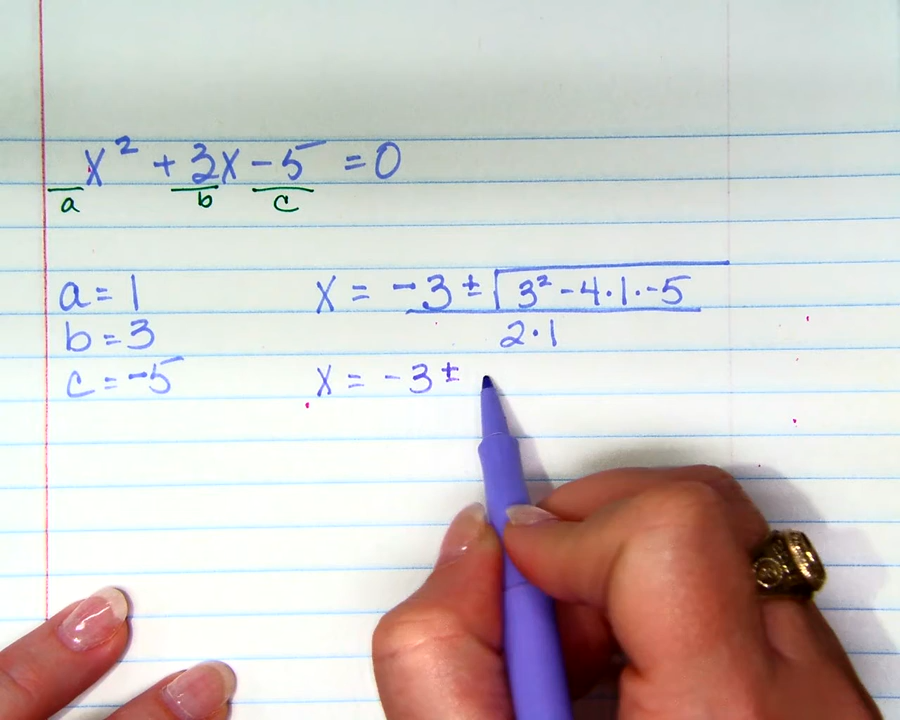 x² + 3x - 5 = 0
a b c
a = 1
b = 3
c = -5
x = -3 ± √3² - 4·1·-5
2·1
x = -3 ±